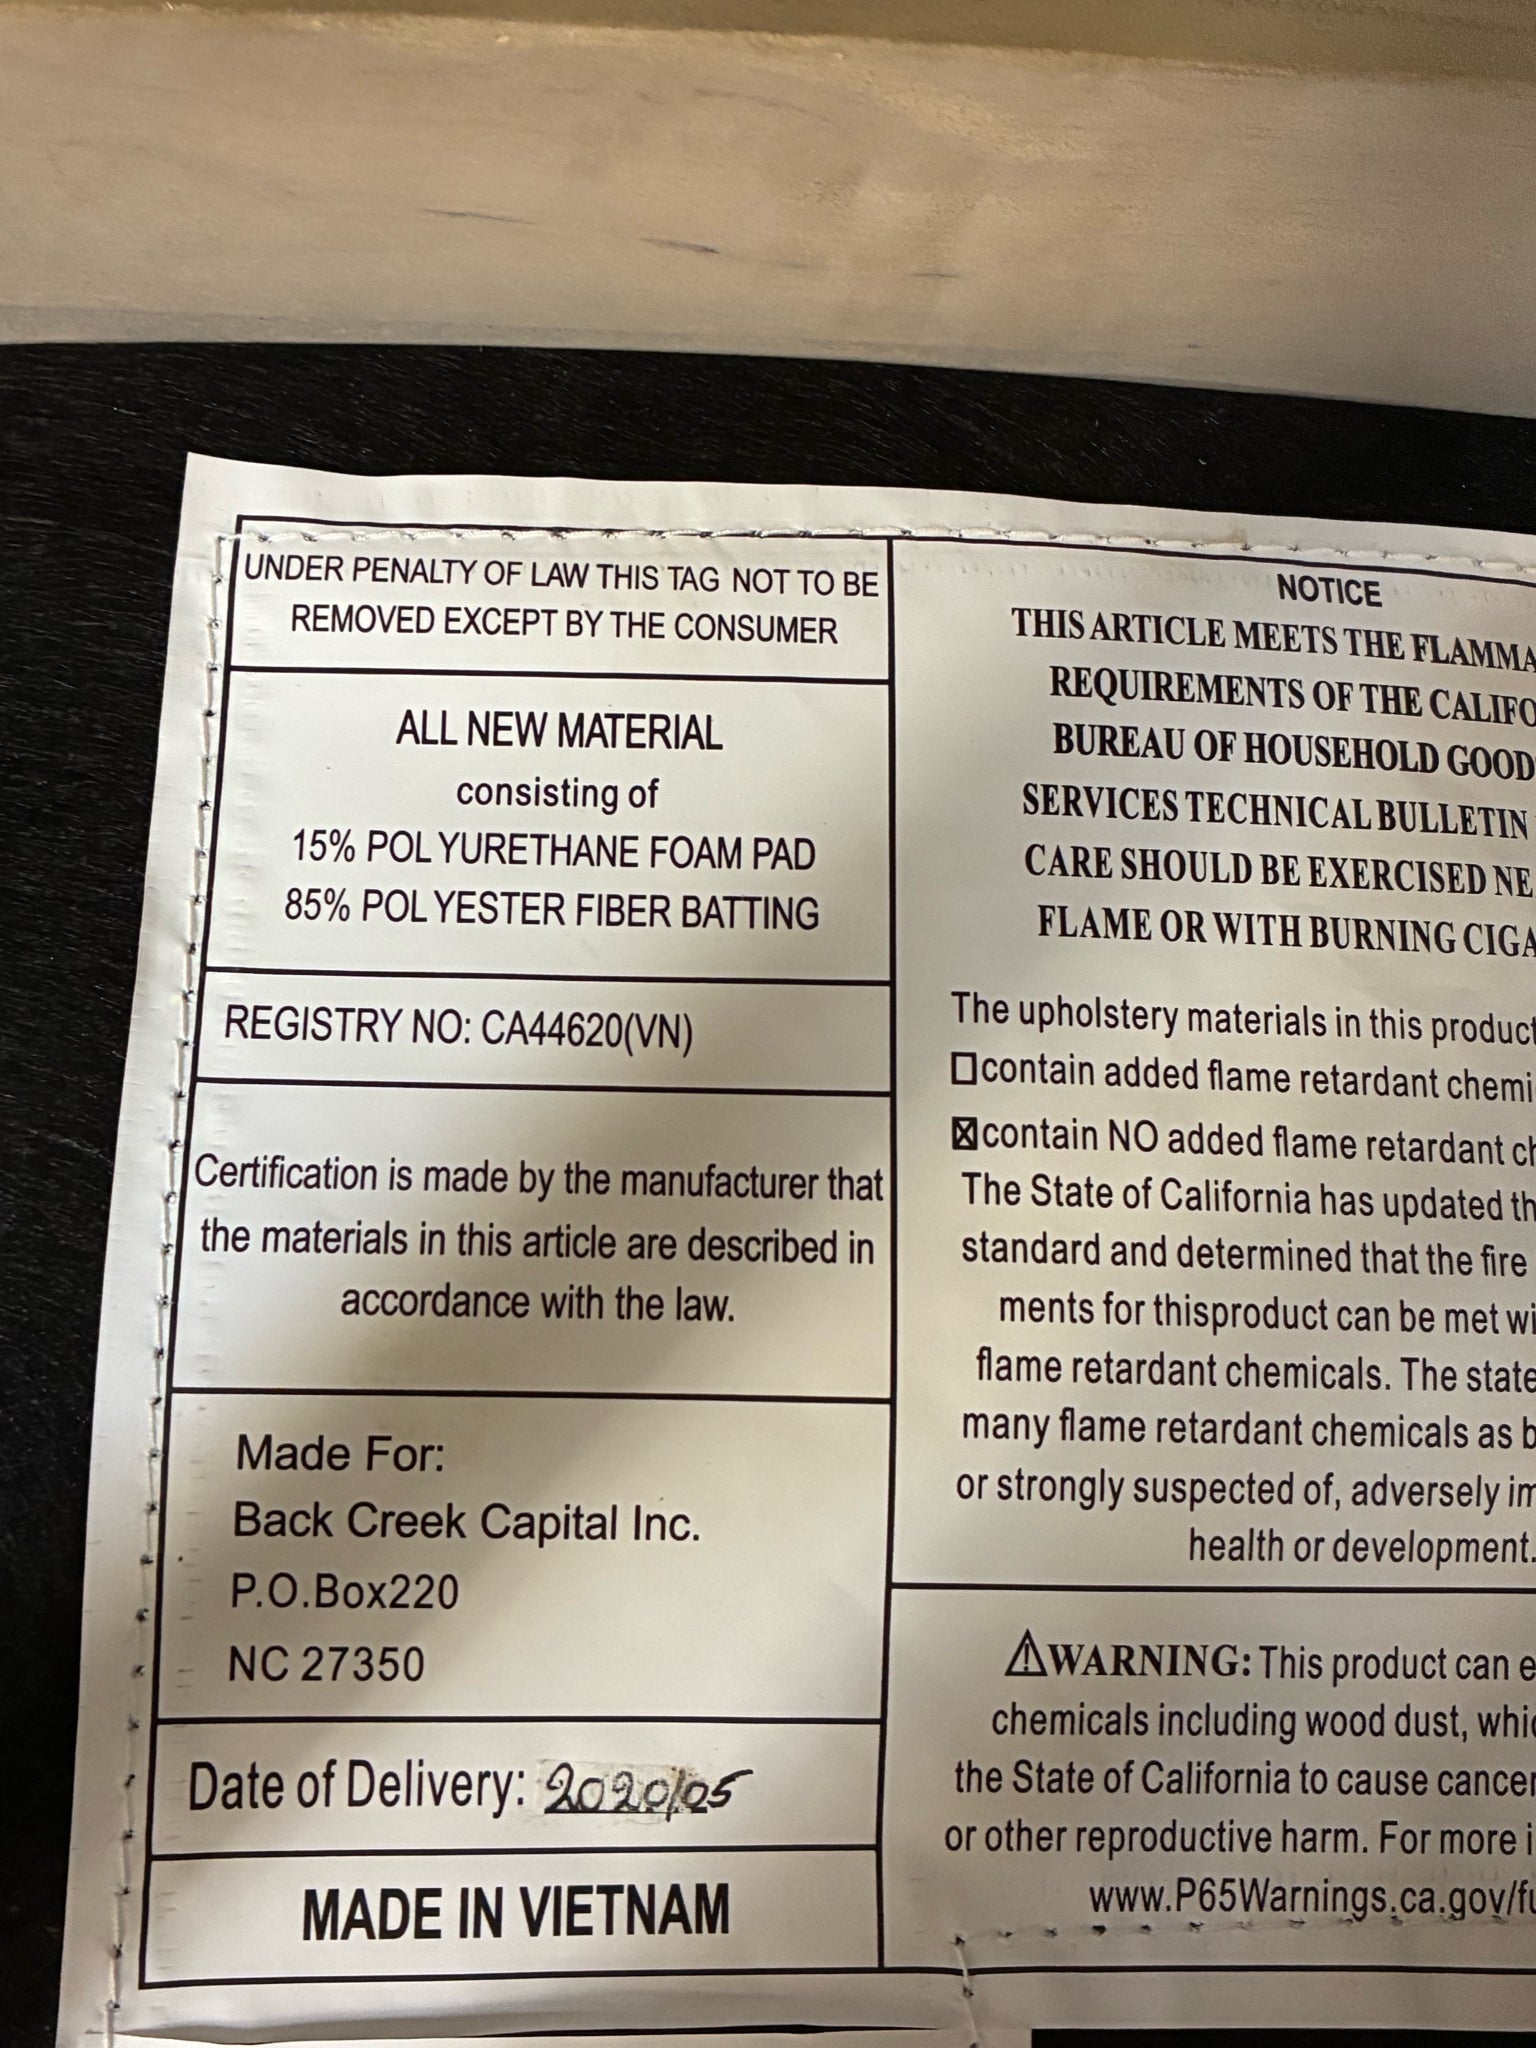 UNDER PENALTY OF LAW THIS TAG NOT TO BE
REMOVED EXCEPT BY THE CONSUMER
ALL NEW MATERIAL
consisting of
15% POLYURETHANE FOAM PAD
85% POLYESTER FIBER BATTING
REGISTRY NO: CA44620(VN)
Certification is made by the manufacturer that
the materials in this article are described in
accordance with the law.
Made For:
Back Creek Capital Inc.
P.O.Box220
NC 27350
Date of Delivery: 2020/05
MADE IN VIETNAM
NOTICE
THIS ARTICLE MEETS THE FLAMMA
REQUIREMENTS OF THE CALIFO
BUREAU OF HOUSEHOLD GOOD
SERVICES TECHNICAL BULLETIN
CARE SHOULD BE EXERCISED NE
FLAME OR WITH BURNING CIGA
The upholstery materials in this product
☐contain added flame retardant chemi
☒contain NO added flame retardant ch
The State of California has updated th
standard and determined that the fire
ments for thisproduct can be met wi
flame retardant chemicals. The state
many flame retardant chemicals as b
or strongly suspected of, adversely im
health or development.
⚠WARNING: This product can e
chemicals including wood dust, whic
the State of California to cause cancer
or other reproductive harm. For more i
www.P65Warnings.ca.gov/fu